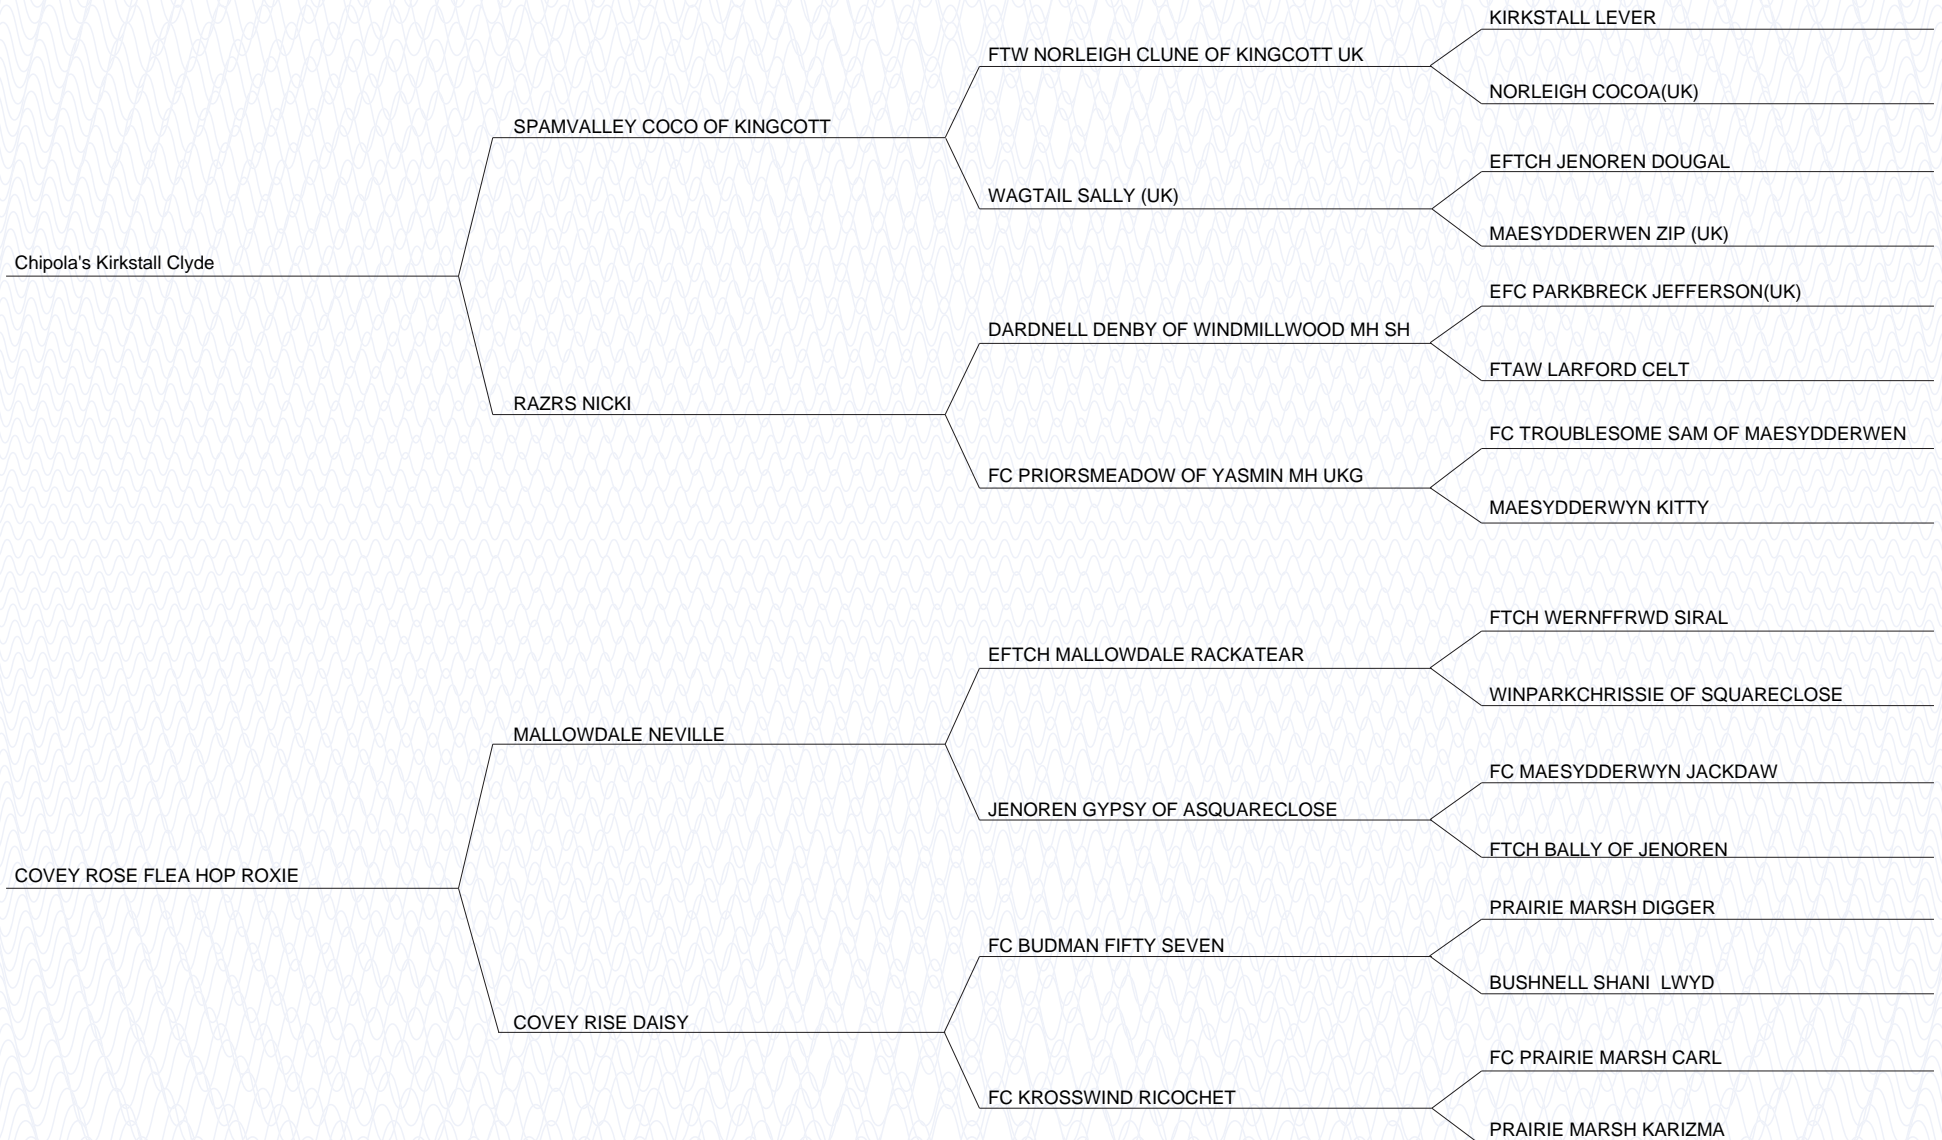 KIRKSTALL LEVER
FTW NORLEIGH CLUNE OF KINGCOTT UK
NORLEIGH COCOA(UK)
SPAMVALLEY COCO OF KINGCOTT
EFTCH JENOREN DOUGAL
WAGTAIL SALLY (UK)
MAESYDDERWEN ZIP (UK)
Chipola's Kirkstall Clyde
EFC PARKBRECK JEFFERSON(UK)
DARDNELL DENBY OF WINDMILLWOOD MH SH
FTAW LARFORD CELT
RAZRS NICKI
FC TROUBLESOME SAM OF MAESYDDERWEN
FC PRIORSMEADOW OF YASMIN MH UKG
MAESYDDERWYN KITTY
FTCH WERNFFRWD SIRAL
EFTCH MALLOWDALE RACKATEAR
WINPARKCHRISSIE OF SQUARECLOSE
MALLOWDALE NEVILLE
FC MAESYDDERWYN JACKDAW
JENOREN GYPSY OF ASQUARECLOSE
FTCH BALLY OF JENOREN
COVEY ROSE FLEA HOP ROXIE
PRAIRIE MARSH DIGGER
FC BUDMAN FIFTY SEVEN
BUSHNELL SHANI  LWYD
COVEY RISE DAISY
FC PRAIRIE MARSH CARL
FC KROSSWIND RICOCHET
PRAIRIE MARSH KARIZMA